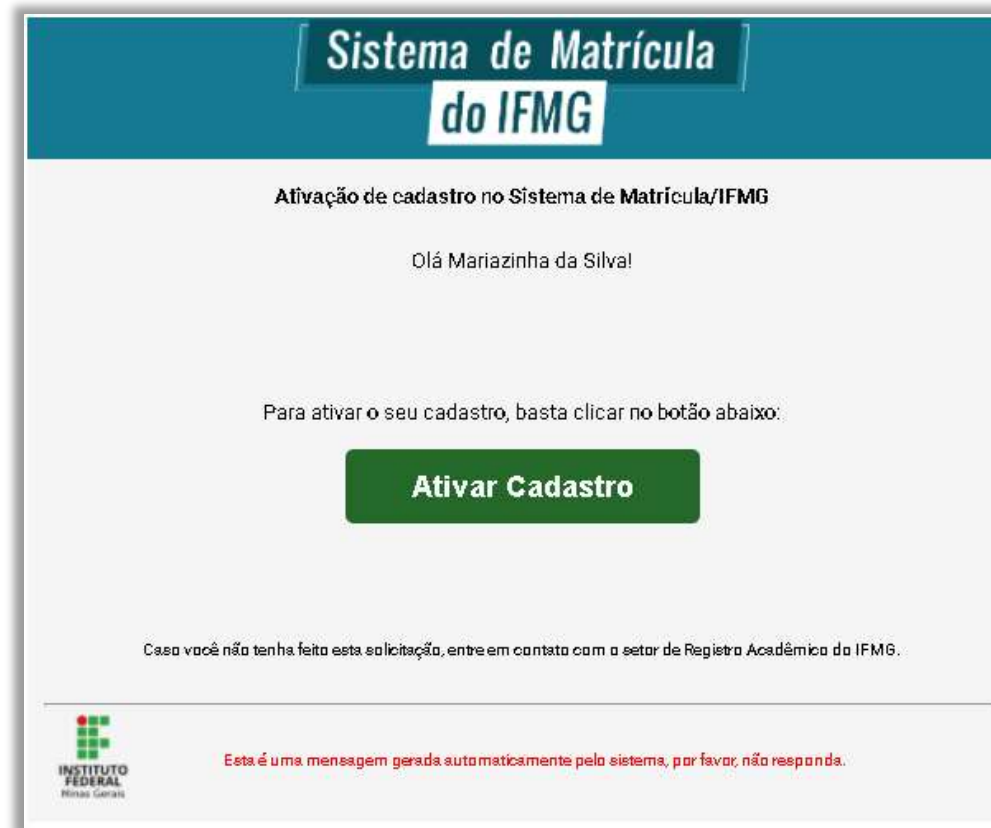 Sistema de Matrícula
do IFMG
Ativação de cadastro no Sistema de Matrícula/IFMG
Olá Mariazinha da Silva!
Para ativar o seu cadastro, basta clicar no botão abaixo:
Ativar Cadastro
Caso você não tenha feito esta solicitação, entre em contato com o setor de Registro Acadêmico do IFMG.
INSTITUTO
FEDERAL
Minas Gerais
Esta é uma mensagem gerada automaticamente pelo sistema, por favor, não responda.